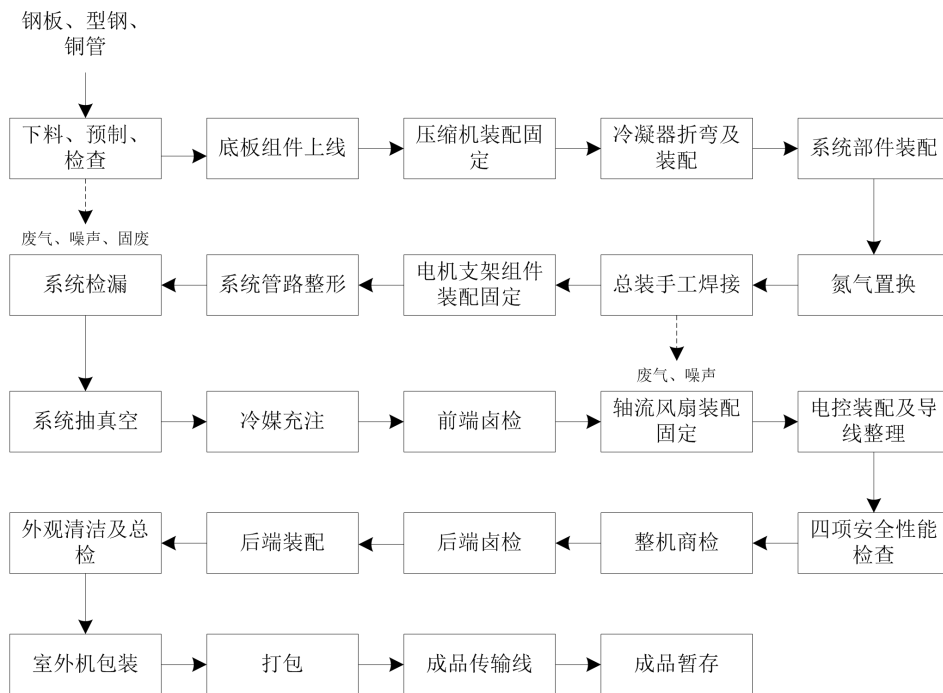 钢板、型钢、
铜管
下料、预制、
检查
底板组件上线
压缩机装配固
定
冷凝器折弯及
装配
系统部件装配
废气、噪声、固废
系统检漏
系统管路整形
电机支架组件
装配固定
总装手工焊接
氮气置换
废气、噪声
系统抽真空
冷媒充注
前端卤检
轴流风扇装配
固定
电控装配及导
线整理
外观清洁及总
检
后端装配
后端卤检
整机商检
四项安全性能
检查
室外机包装
打包
成品传输线
成品暂存